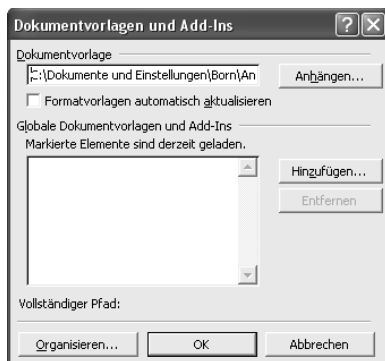 Dokumentvorlagen und Add-Ins
Dokumentvorlage
C:\Dokumente und Einstellungen\Born\An
Anhängen...
Formatvorlagen automatisch aktualisieren
Globale Dokumentvorlagen und Add-Ins
Markierte Elemente sind derzeit geladen.
Hinzufügen...
Entfernen
Vollständiger Pfad:
Organisieren...
OK
Abbrechen